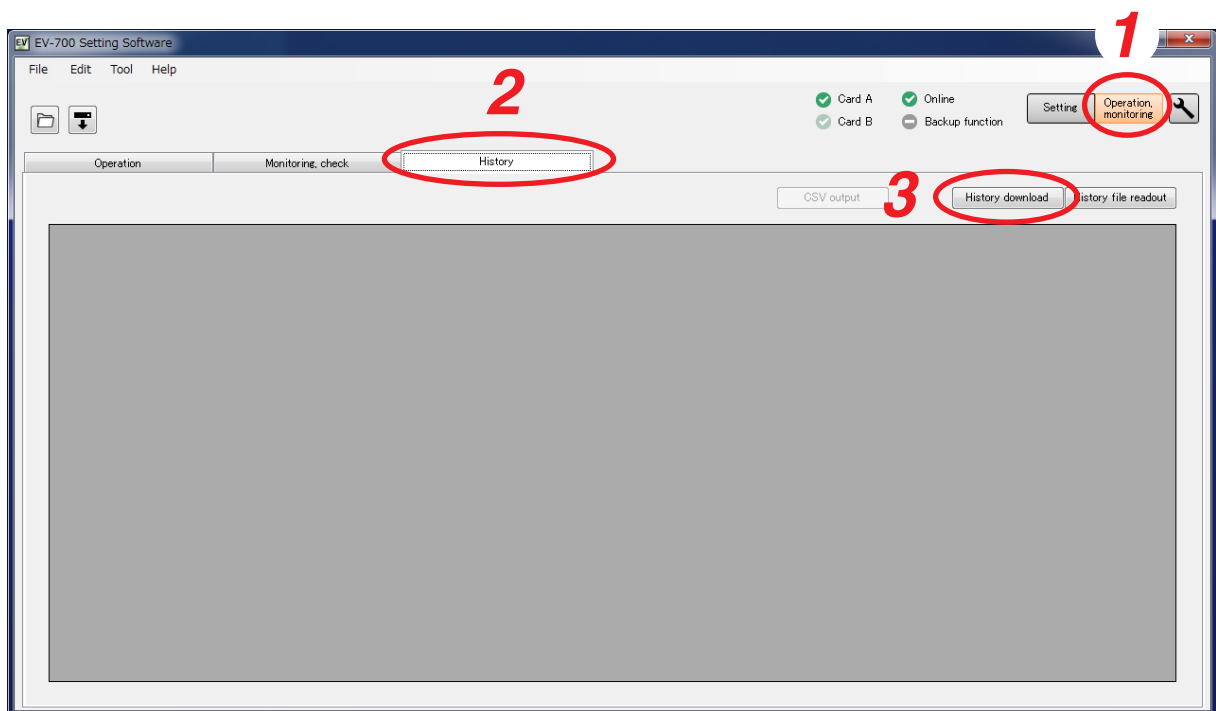 1
EV-700 Setting Software
File Edit Tool Help
2
Card A Online
Card B Backup function
Setting
Operation,
monitoring
Operation Monitoring, check History
CSV output 3 History download History file readout